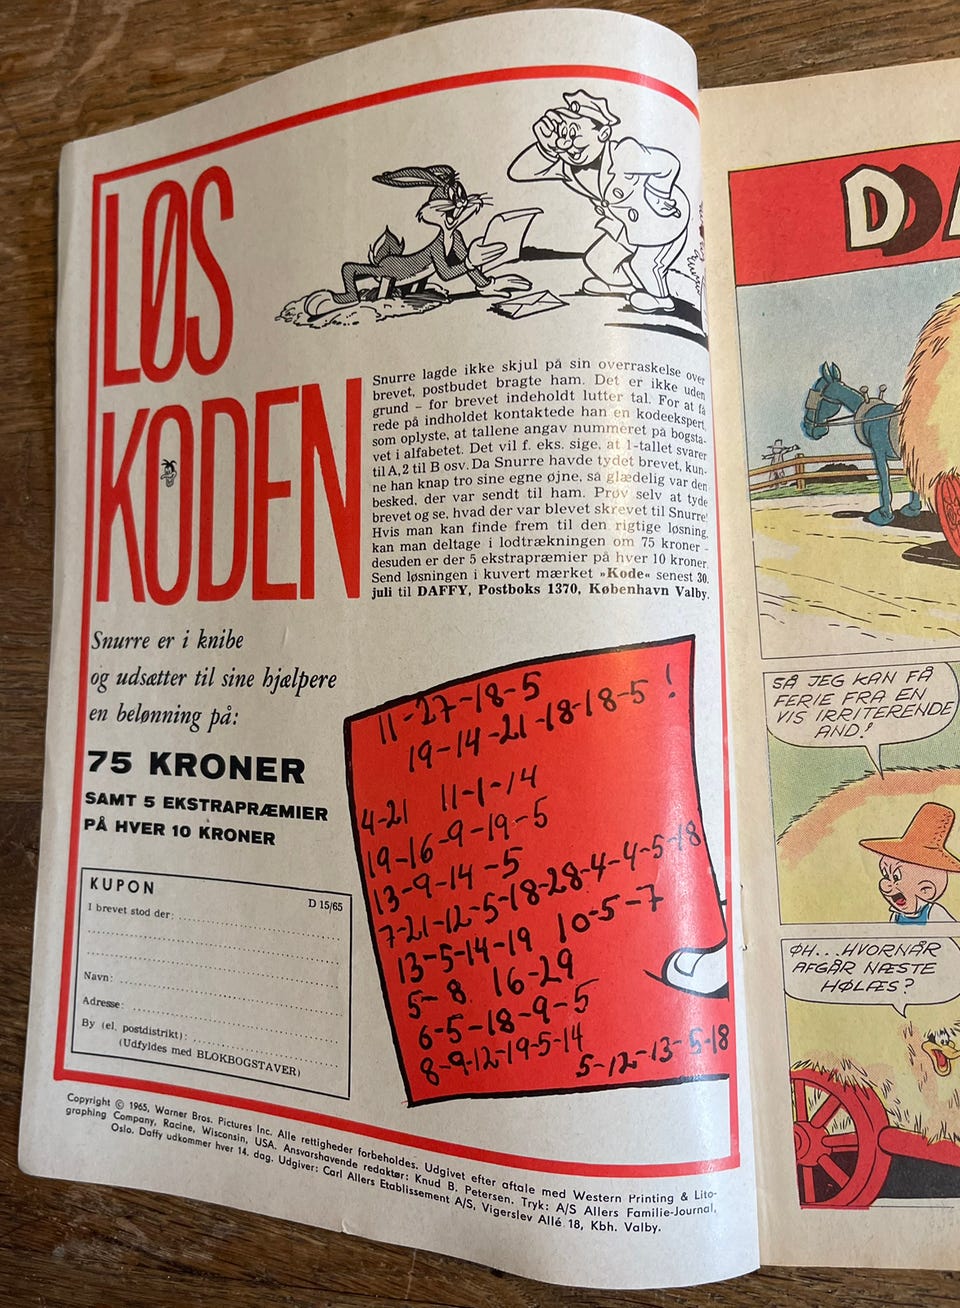 LØS
KODEN
Snurre lagde ikke skjul på sin overraskelse over
brevet, postbudet bragte ham. Det er ikke uden
grund – for brevet indeholdt lutter tal. For at få
rede på indholdet kontaktede han en kodeekspert,
som oplyste, at tallene angav nummeret på bogsta-
vet i alfabetet. Det vil f. eks. sige, at 1-tallet svarer
til A, 2 til B osv. Da Snurre havde tydet brevet, kun-
ne han knap tro sine egne øjne, så glædelig var den
besked, der var sendt til ham. Prøv selv at tyde
brevet og se, hvad der var blevet skrevet til Snurre!
Hvis man kan finde frem til den rigtige løsning,
kan man deltage i lodtrækningen om 75 kroner –
desuden er der 5 ekstrapræmier på hver 10 kroner.
Send løsningen i kuvert mærket »Kode« senest 30.
juli til DAFFY, Postboks 1370, København Valby.
Snurre er i knibe
og udsætter til sine hjælpere
en belønning på:
75 KRONER
SAMT 5 EKSTRAPRÆMIER
PÅ HVER 10 KRONER
KUPON
D 15/65
I brevet stod der:
Navn:
Adresse:
By (el. postdistrikt):
(Udfyldes med BLOKBOGSTAVER)
11-27-18-5
19-14-21-18-18-5 !
4-21 11-1-14
19-16-9-19-5
13-9-14-5
7-21-12-5-18-28-4-4-5-18
13-5-14-19 10-5-7
5-8 16-29
6-5-18-9-5
8-9-12-19-5-14
5-12-13-5-18
Copyright © 1965, Warner Bros. Pictures Inc. Alle rettigheder forbeholdes. Udgivet efter aftale med Western Printing & Lito-
graphing Company, Racine, Wisconsin, USA. Ansvarshavende redaktør: Knud B. Petersen. Tryk: A/S Allers Familie-Journal,
Oslo. Daffy udkommer hver 14. dag. Udgiver: Carl Allers Etablissement A/S, Vigerslev Allé 18, Kbh. Valby.
SÅ JEG KAN FÅ
FERIE FRA EN
VIS IRRITERENDE
AND!
ØH... HVORNÅR
AFGÅR NÆSTE
HØLÆS?